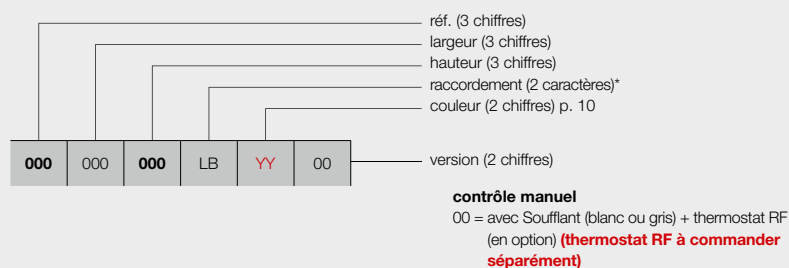 réf. (3 chiffres)
largeur (3 chiffres)
hauteur (3 chiffres)
raccordement (2 caractères)*
couleur (2 chiffres) p. 10
000 000 000 LB YY 00
version (2 chiffres)
contrôle manuel
00 = avec Soufflant (blanc ou gris) + thermostat RF
(en option) (thermostat RF à commander
séparément)